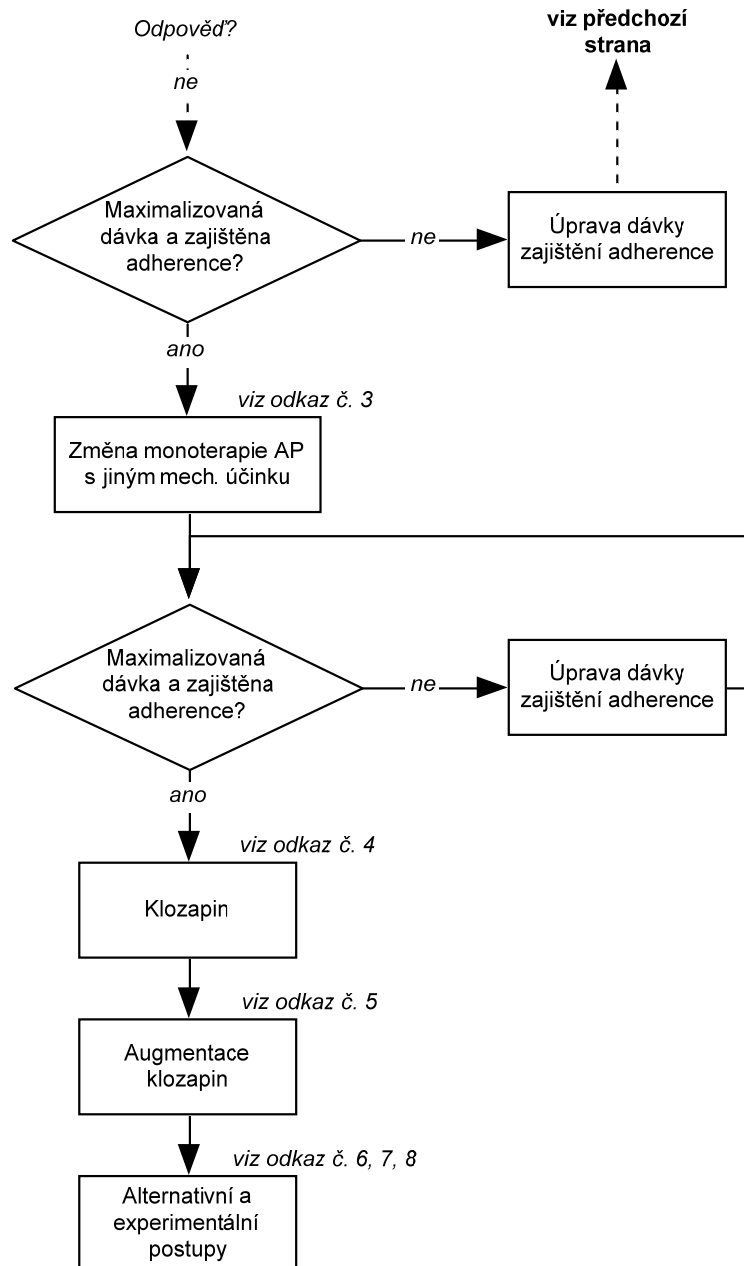 Odpověď?
viz předchozí
strana
ne
Maximalizovaná
dávka a zajištěna
adherence?
ne
Úprava dávky
zajištění adherence
ano
viz odkaz č. 3
Změna monoterapie AP
s jiným mech. účinku
Maximalizovaná
dávka a zajištěna
adherence?
ne
Úprava dávky
zajištění adherence
ano
viz odkaz č. 4
Klozapin
viz odkaz č. 5
Augmentace
klozapin
viz odkaz č. 6, 7, 8
Alternativní a
experimentální
postupy